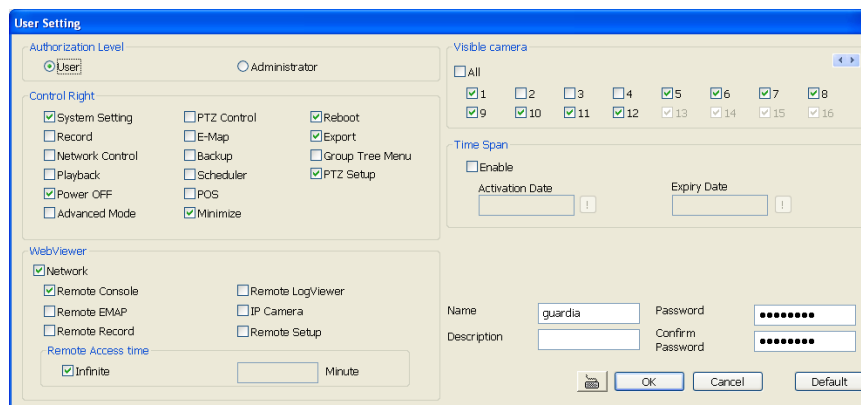 User Setting
Authorization Level
User Administrator
Control Right
System Setting PTZ Control Reboot
Record E-Map Export
Network Control Backup Group Tree Menu
Playback Scheduler PTZ Setup
Power OFF POS
Advanced Mode Minimize
WebViewer
Network
Remote Console Remote LogViewer
Remote EMAP IP Camera
Remote Record Remote Setup
Remote Access time
Infinite Minute
Visible camera
All
1 2 3 4 5 6 7 8
9 10 11 12 13 14 15 16
Time Span
Enable
Activation Date Expiry Date
! !
Name guardia Password ●●●●●●●●
Description Confirm Password ●●●●●●●●
OK Cancel Default